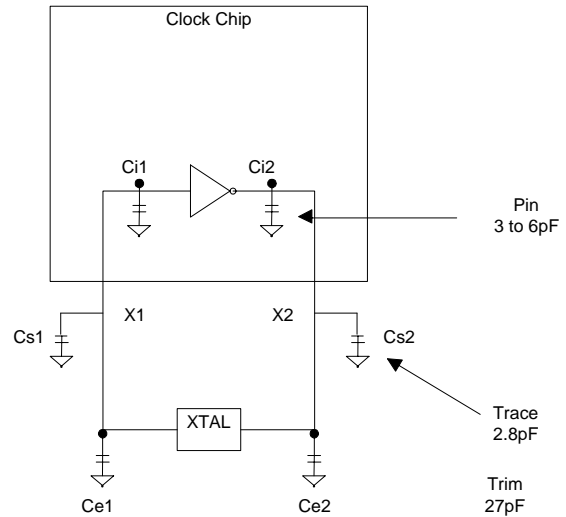 Clock Chip
Ci1
Ci2
Pin
3 to 6pF
X1
X2
Cs1
Cs2
Trace
2.8pF
XTAL
Trim
27pF
Ce1
Ce2